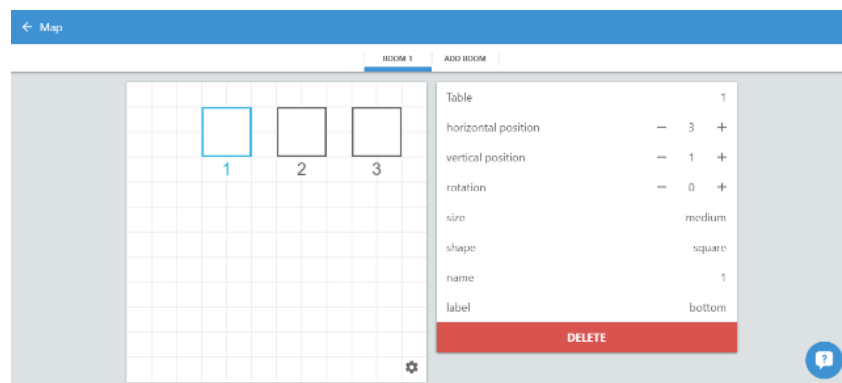 ← Map
ROOM 1 ADD ROOM
1 2 3
Table 1
horizontal position — 3 +
vertical position — 1 +
rotation — 0 +
size medium
shape square
name 1
label bottom
DELETE
?